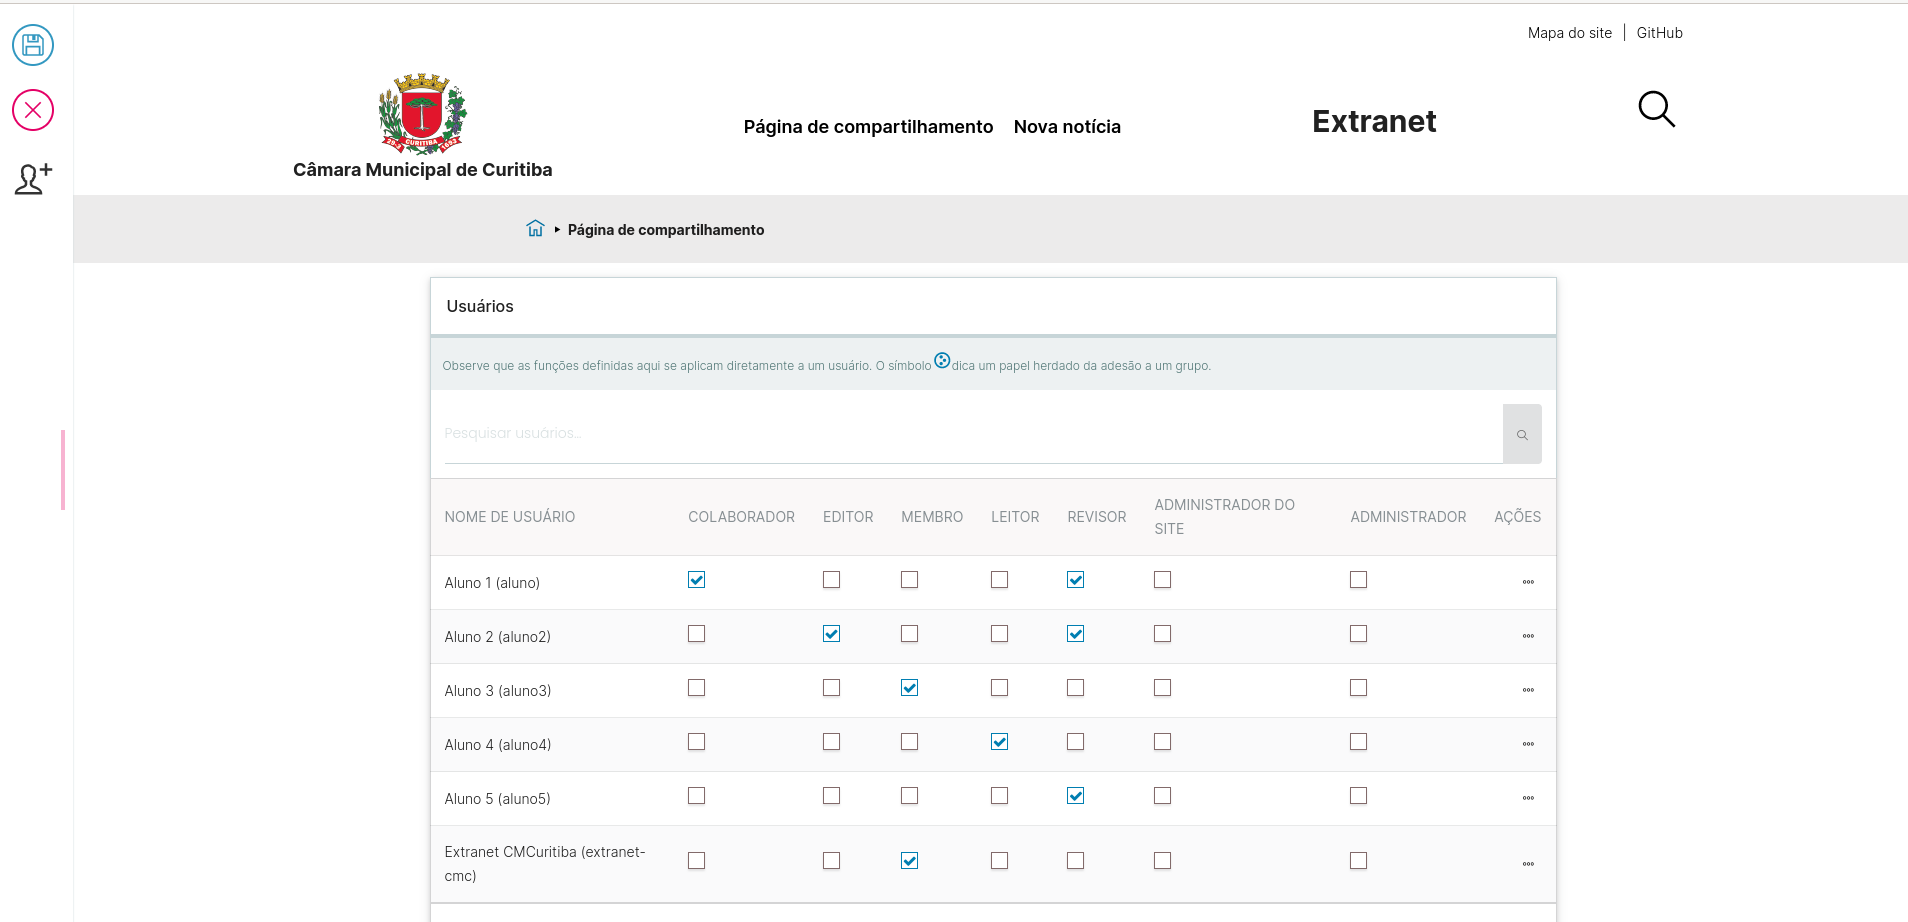 Mapa do site | GitHub
Página de compartilhamento Nova notícia
Extranet
CURITIBA
Câmara Municipal de Curitiba
Página de compartilhamento
Usuários
Observe que as funções definidas aqui se aplicam diretamente a um usuário. O símbolo dica um papel herdado da adesão a um grupo.
Pesquisar usuários...
NOME DE USUÁRIO COLABORADOR EDITOR MEMBRO LEITOR REVISOR ADMINISTRADOR DO SITE ADMINISTRADOR AÇÕES
Aluno 1 (aluno)
Aluno 2 (aluno2)
Aluno 3 (aluno3)
Aluno 4 (aluno4)
Aluno 5 (aluno5)
Extranet CMCuritiba (extranet-
cmc)